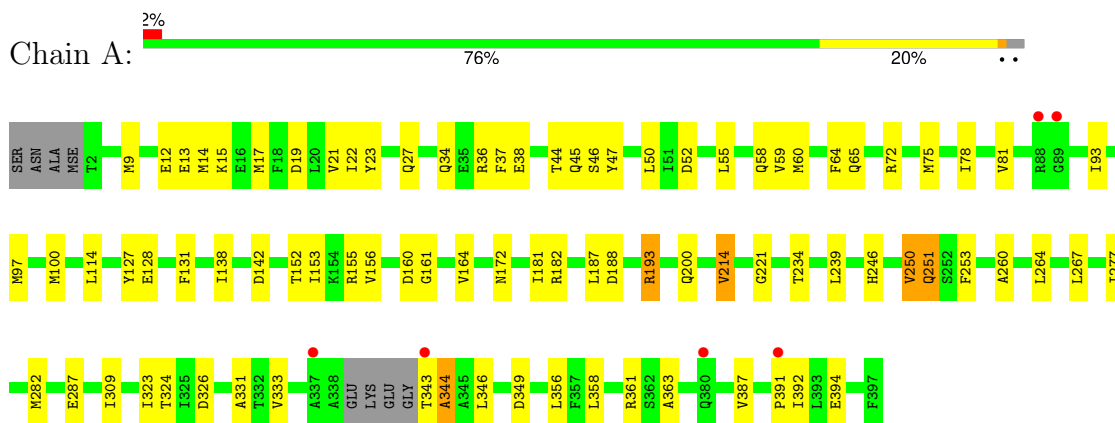 2%
Chain A:
76% 20% • •
SER ASN ALA MSE T2 M9 E12 E13 M14 K15 E16 M17 F18 D19 L20 V21 I22 Y23 Q27 Q34 E35 R36 F37 E38 T44 Q45 S46 Y47 L50 I51 D52 L55 Q58 V59 M60 F64 Q65 R72 M75 I78 V81 R88 G89 I93
M97 M100 L114 Y127 E128 F131 I138 D142 T152 I153 K154 R155 V156 D160 G161 V164 N172 I181 R182 L187 D188 R193 Q200 V214 G221 T234 L239 H246 V250 Q251 S252 F253 A260 L264 L267
M282 E287 I309 I323 T324 I325 D326 A331 T332 V333 A337 A338 GLU LYS GLU GLY T343 A344 A345 L346 D349 L356 F357 L358 R361 S362 A363 Q380 V387 P391 I392 L393 E394 F397